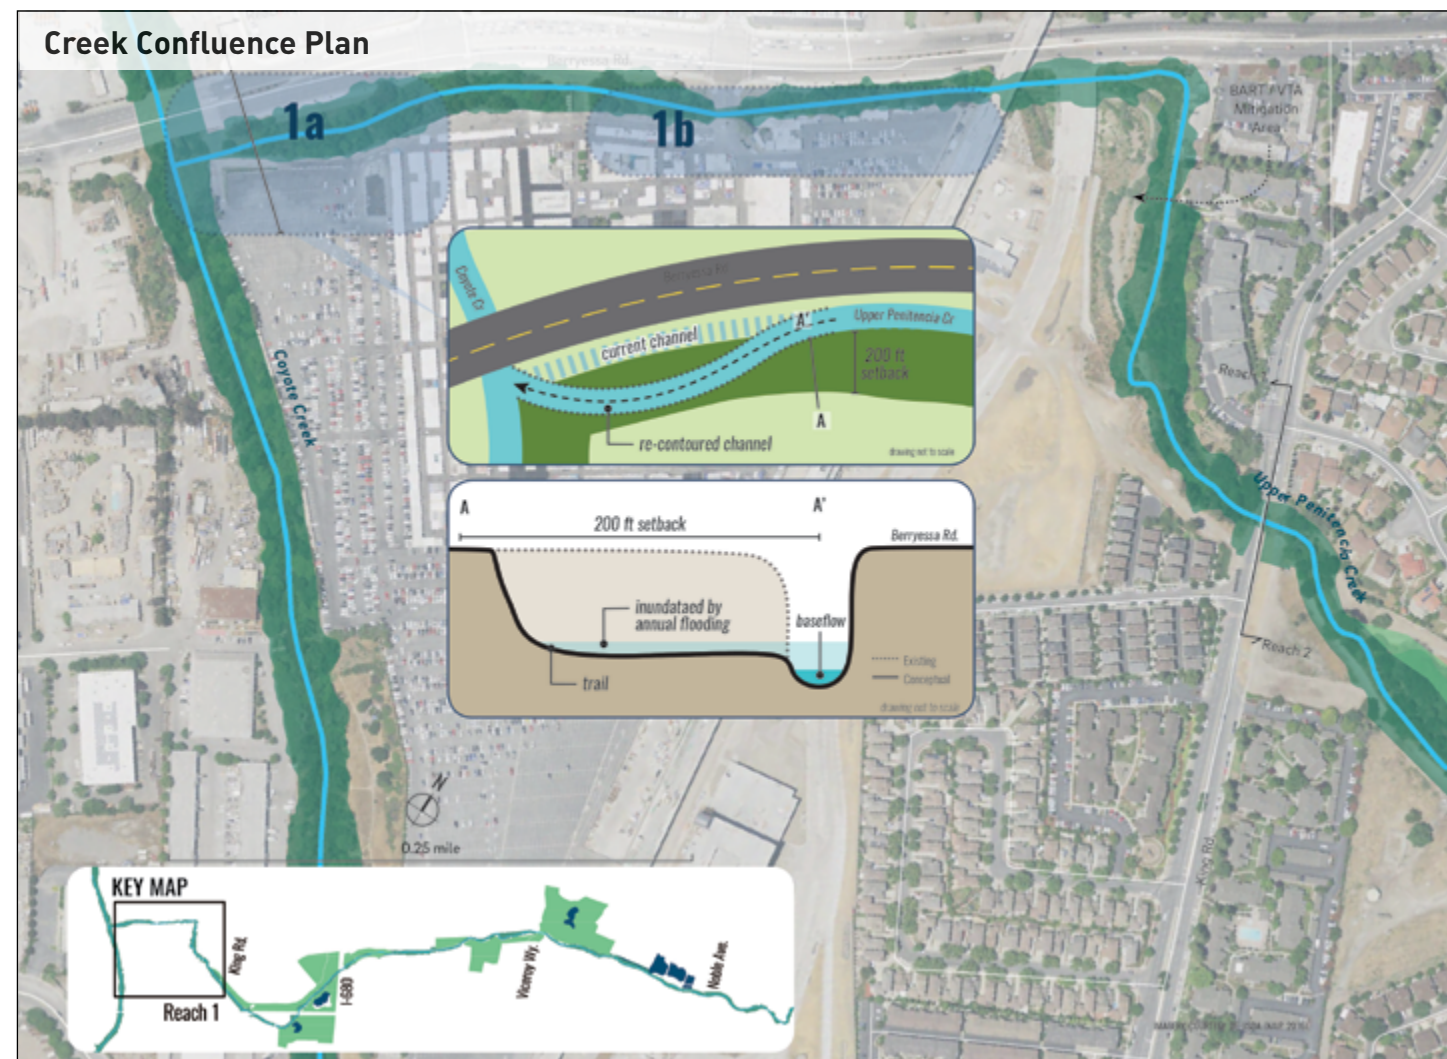 Creek Confluence Plan
Berryessa Rd.
1a
1b
BART / VTA
Mitigation
Area
Coyote Cr
Berryessa Rd.
current channel
A'
Upper Penitencia Cr
200 ft
setback
A
re-contoured channel
drawing not to scale
Coyote Creek
Reach 1
Upper Penitencia Creek
Reach 2
A
A'
200 ft setback
Berryessa Rd.
inundataed by
annual flooding
baseflow
trail
Existing
Conceptual
drawing not to scale
N
0.25 mile
King Rd.
KEY MAP
King Rd.
Reach 1
I-680
Viceroy Wy.
Noble Ave.